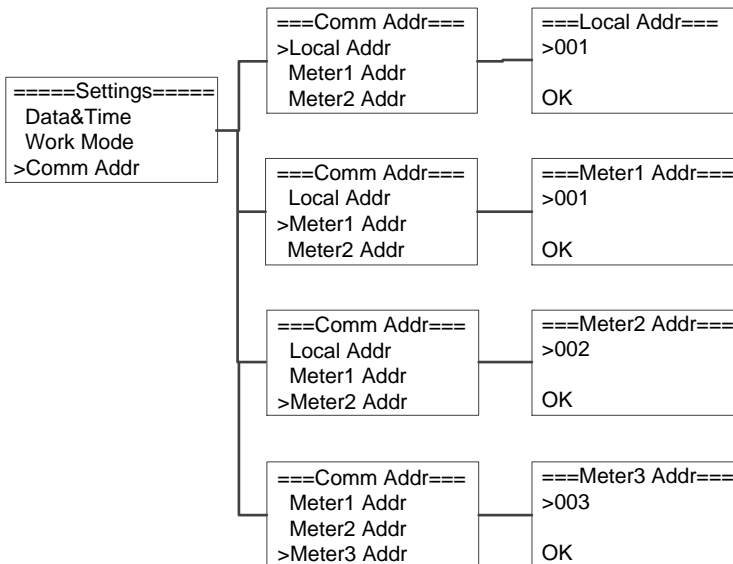 =====Settings=====
Data&Time
Work Mode
>Comm Addr
===Comm Addr===
>Local Addr
Meter1 Addr
Meter2 Addr
===Local Addr===
>001
OK
===Comm Addr===
Local Addr
>Meter1 Addr
Meter2 Addr
===Meter1 Addr===
>001
OK
===Comm Addr===
Local Addr
Meter1 Addr
>Meter2 Addr
===Meter2 Addr===
>002
OK
===Comm Addr===
Meter1 Addr
Meter2 Addr
>Meter3 Addr
===Meter3 Addr===
>003
OK